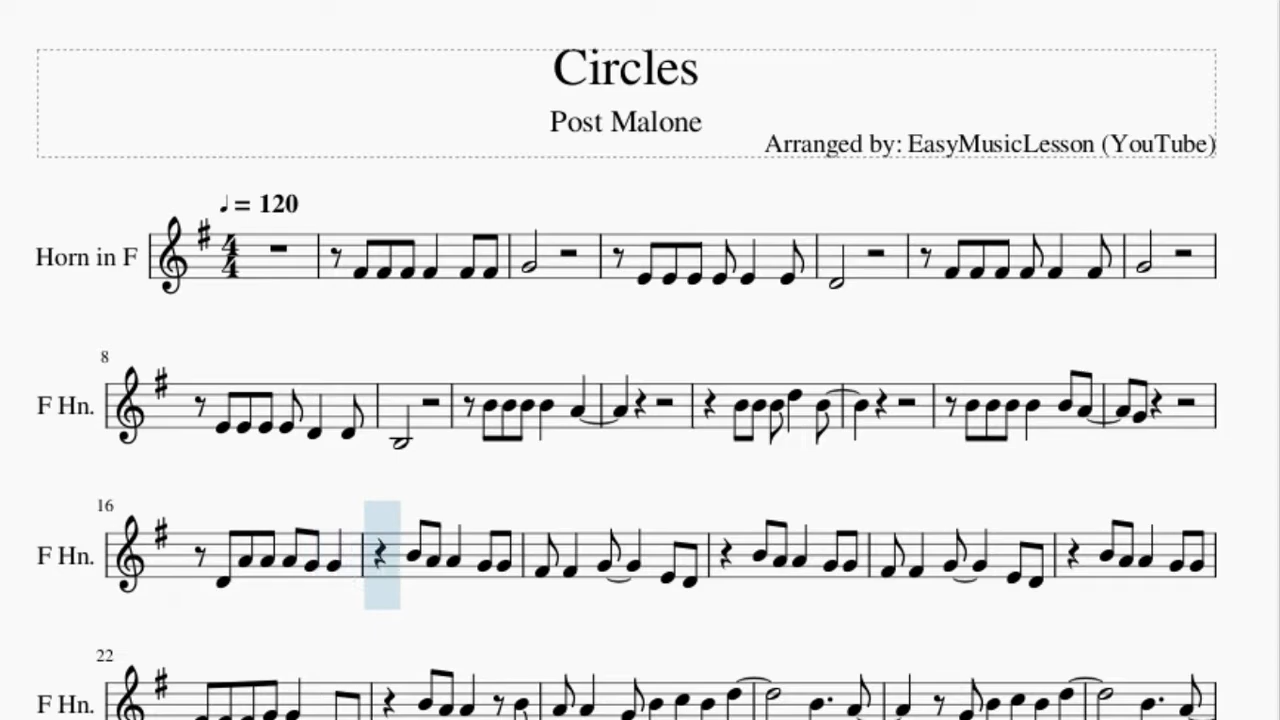 Circles
Post Malone
Arranged by: EasyMusicLesson (YouTube)
♩ = 120
Horn in F
4
4
8
F Hn.
16
F Hn.
22
F Hn.